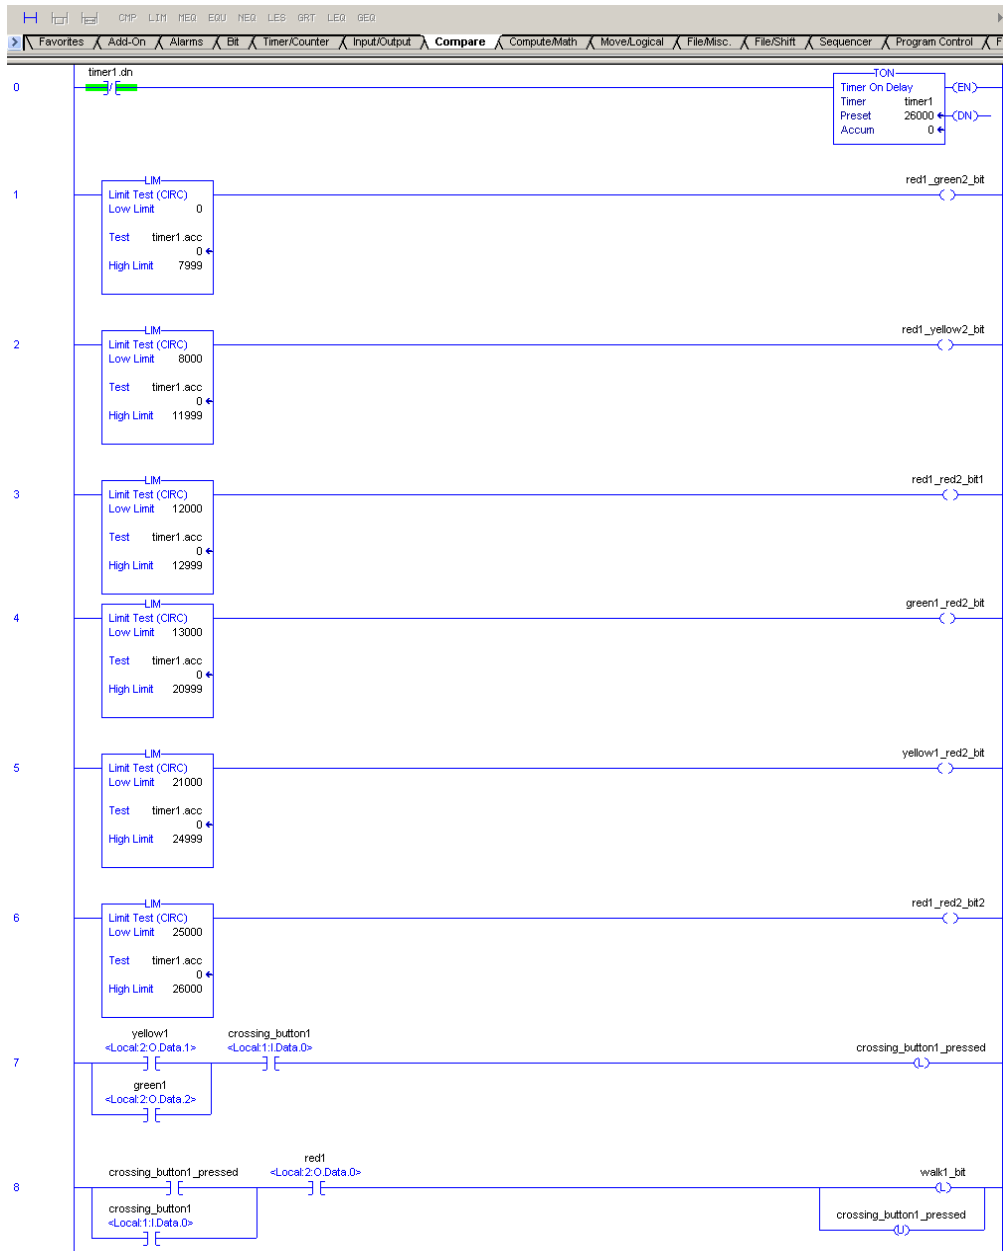 CMP LIM MEQ EQU NEQ LES GRT LEQ GEQ
Favorites Add-On Alarms Bit Timer/Counter Input/Output Compare Compute/Math Move/Logical File/Misc. File/Shift Sequencer Program Control
0
timer1.dn
TON
Timer On Delay
Timer timer1
Preset 26000
Accum 0
(EN)
(DN)
1
LIM
Limit Test (CIRC)
Low Limit 0
Test timer1.acc
0
High Limit 7999
red1_green2_bit
2
LIM
Limit Test (CIRC)
Low Limit 8000
Test timer1.acc
0
High Limit 11999
red1_yellow2_bit
3
LIM
Limit Test (CIRC)
Low Limit 12000
Test timer1.acc
0
High Limit 12999
red1_red2_bit1
4
LIM
Limit Test (CIRC)
Low Limit 13000
Test timer1.acc
0
High Limit 20999
green1_red2_bit
5
LIM
Limit Test (CIRC)
Low Limit 21000
Test timer1.acc
0
High Limit 24999
yellow1_red2_bit
6
LIM
Limit Test (CIRC)
Low Limit 25000
Test timer1.acc
0
High Limit 26000
red1_red2_bit2
7
yellow1
<Local:2:O.Data.1>
crossing_button1
<Local:1:I.Data.0>
green1
<Local:2:O.Data.2>
crossing_button1_pressed
(L)
8
crossing_button1_pressed
red1
<Local:2:O.Data.0>
crossing_button1
<Local:1:I.Data.0>
walk1_bit
(L)
crossing_button1_pressed
(U)